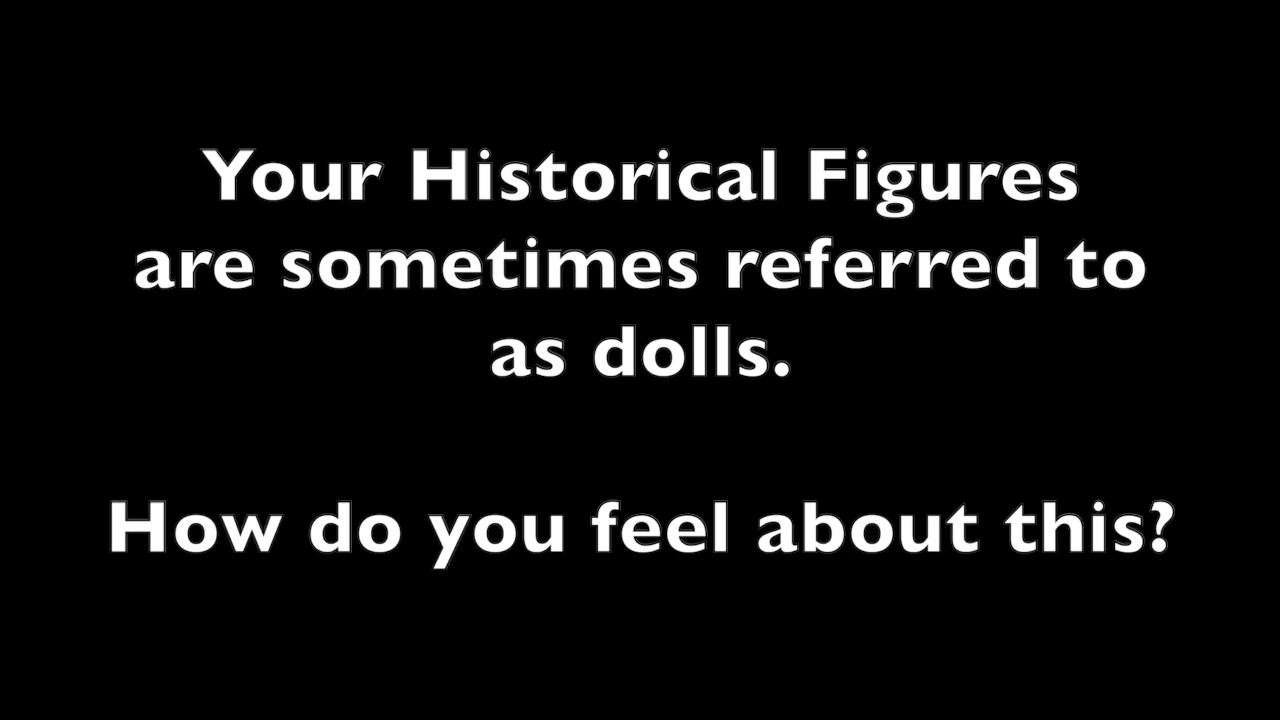 Your Historical Figures
are sometimes referred to
as dolls.
How do you feel about this?